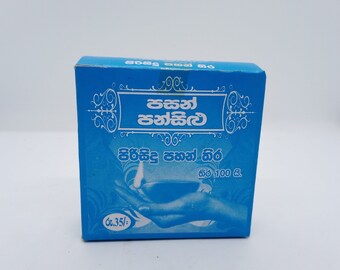 පසන්
පන්සිළු
පිරිසිදු පහන් තිර
තිර 100 යි.
රු.35/-